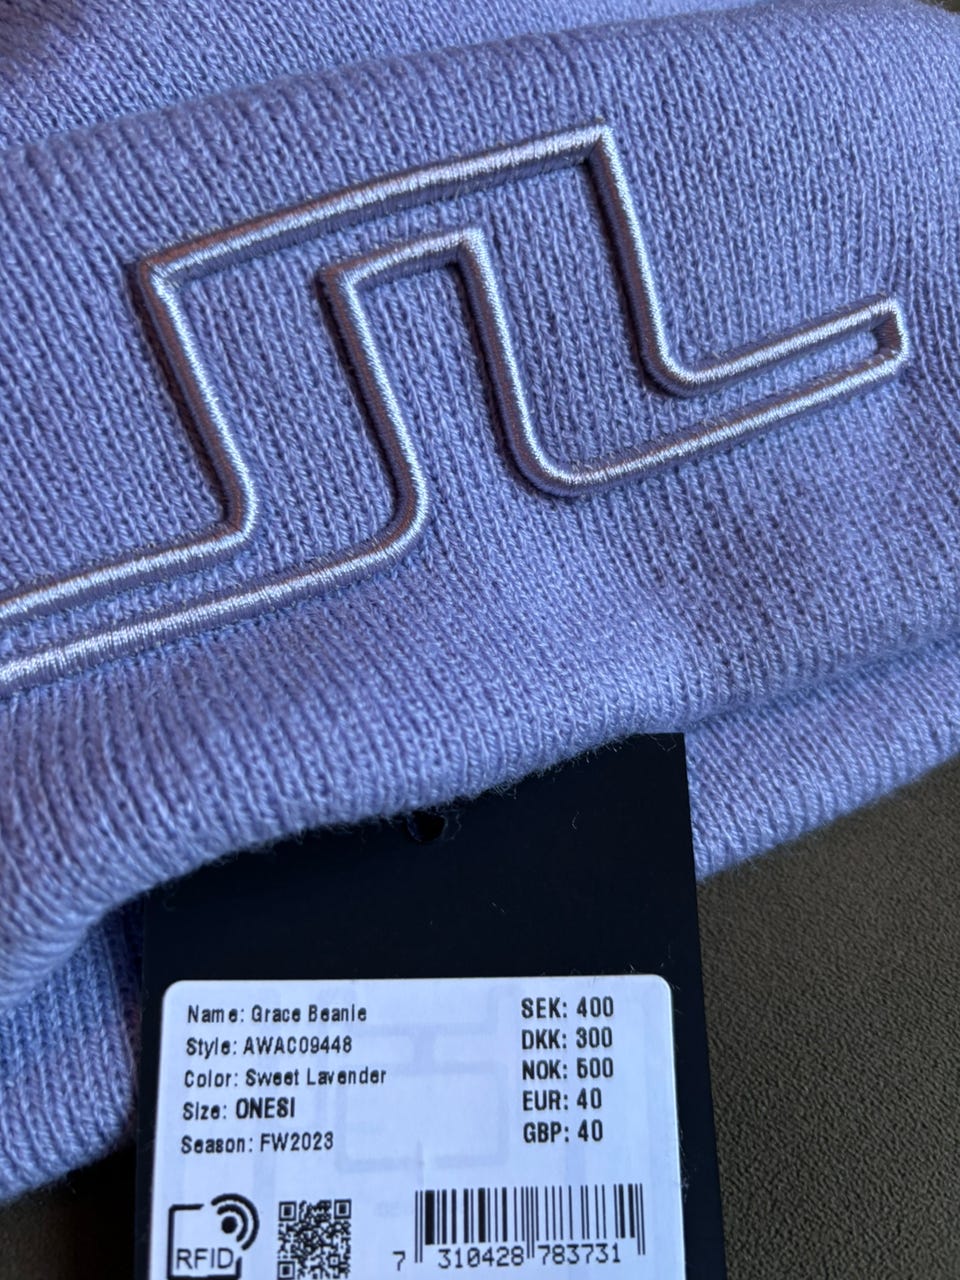 Name: Grace Beanie
Style: AWAC09448
Color: Sweet Lavender
Size: ONESI
Season: FW2023
SEK: 400
DKK: 300
NOK: 500
EUR: 40
GBP: 40
RFID
7 310428 783731